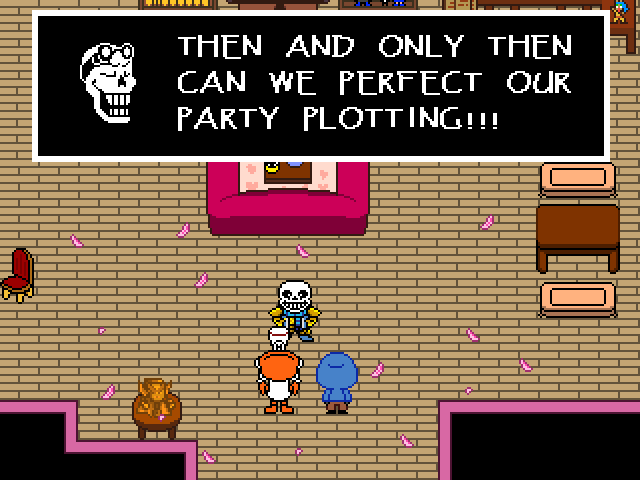 THEN AND ONLY THEN
CAN WE PERFECT OUR
PARTY PLOTTING!!!